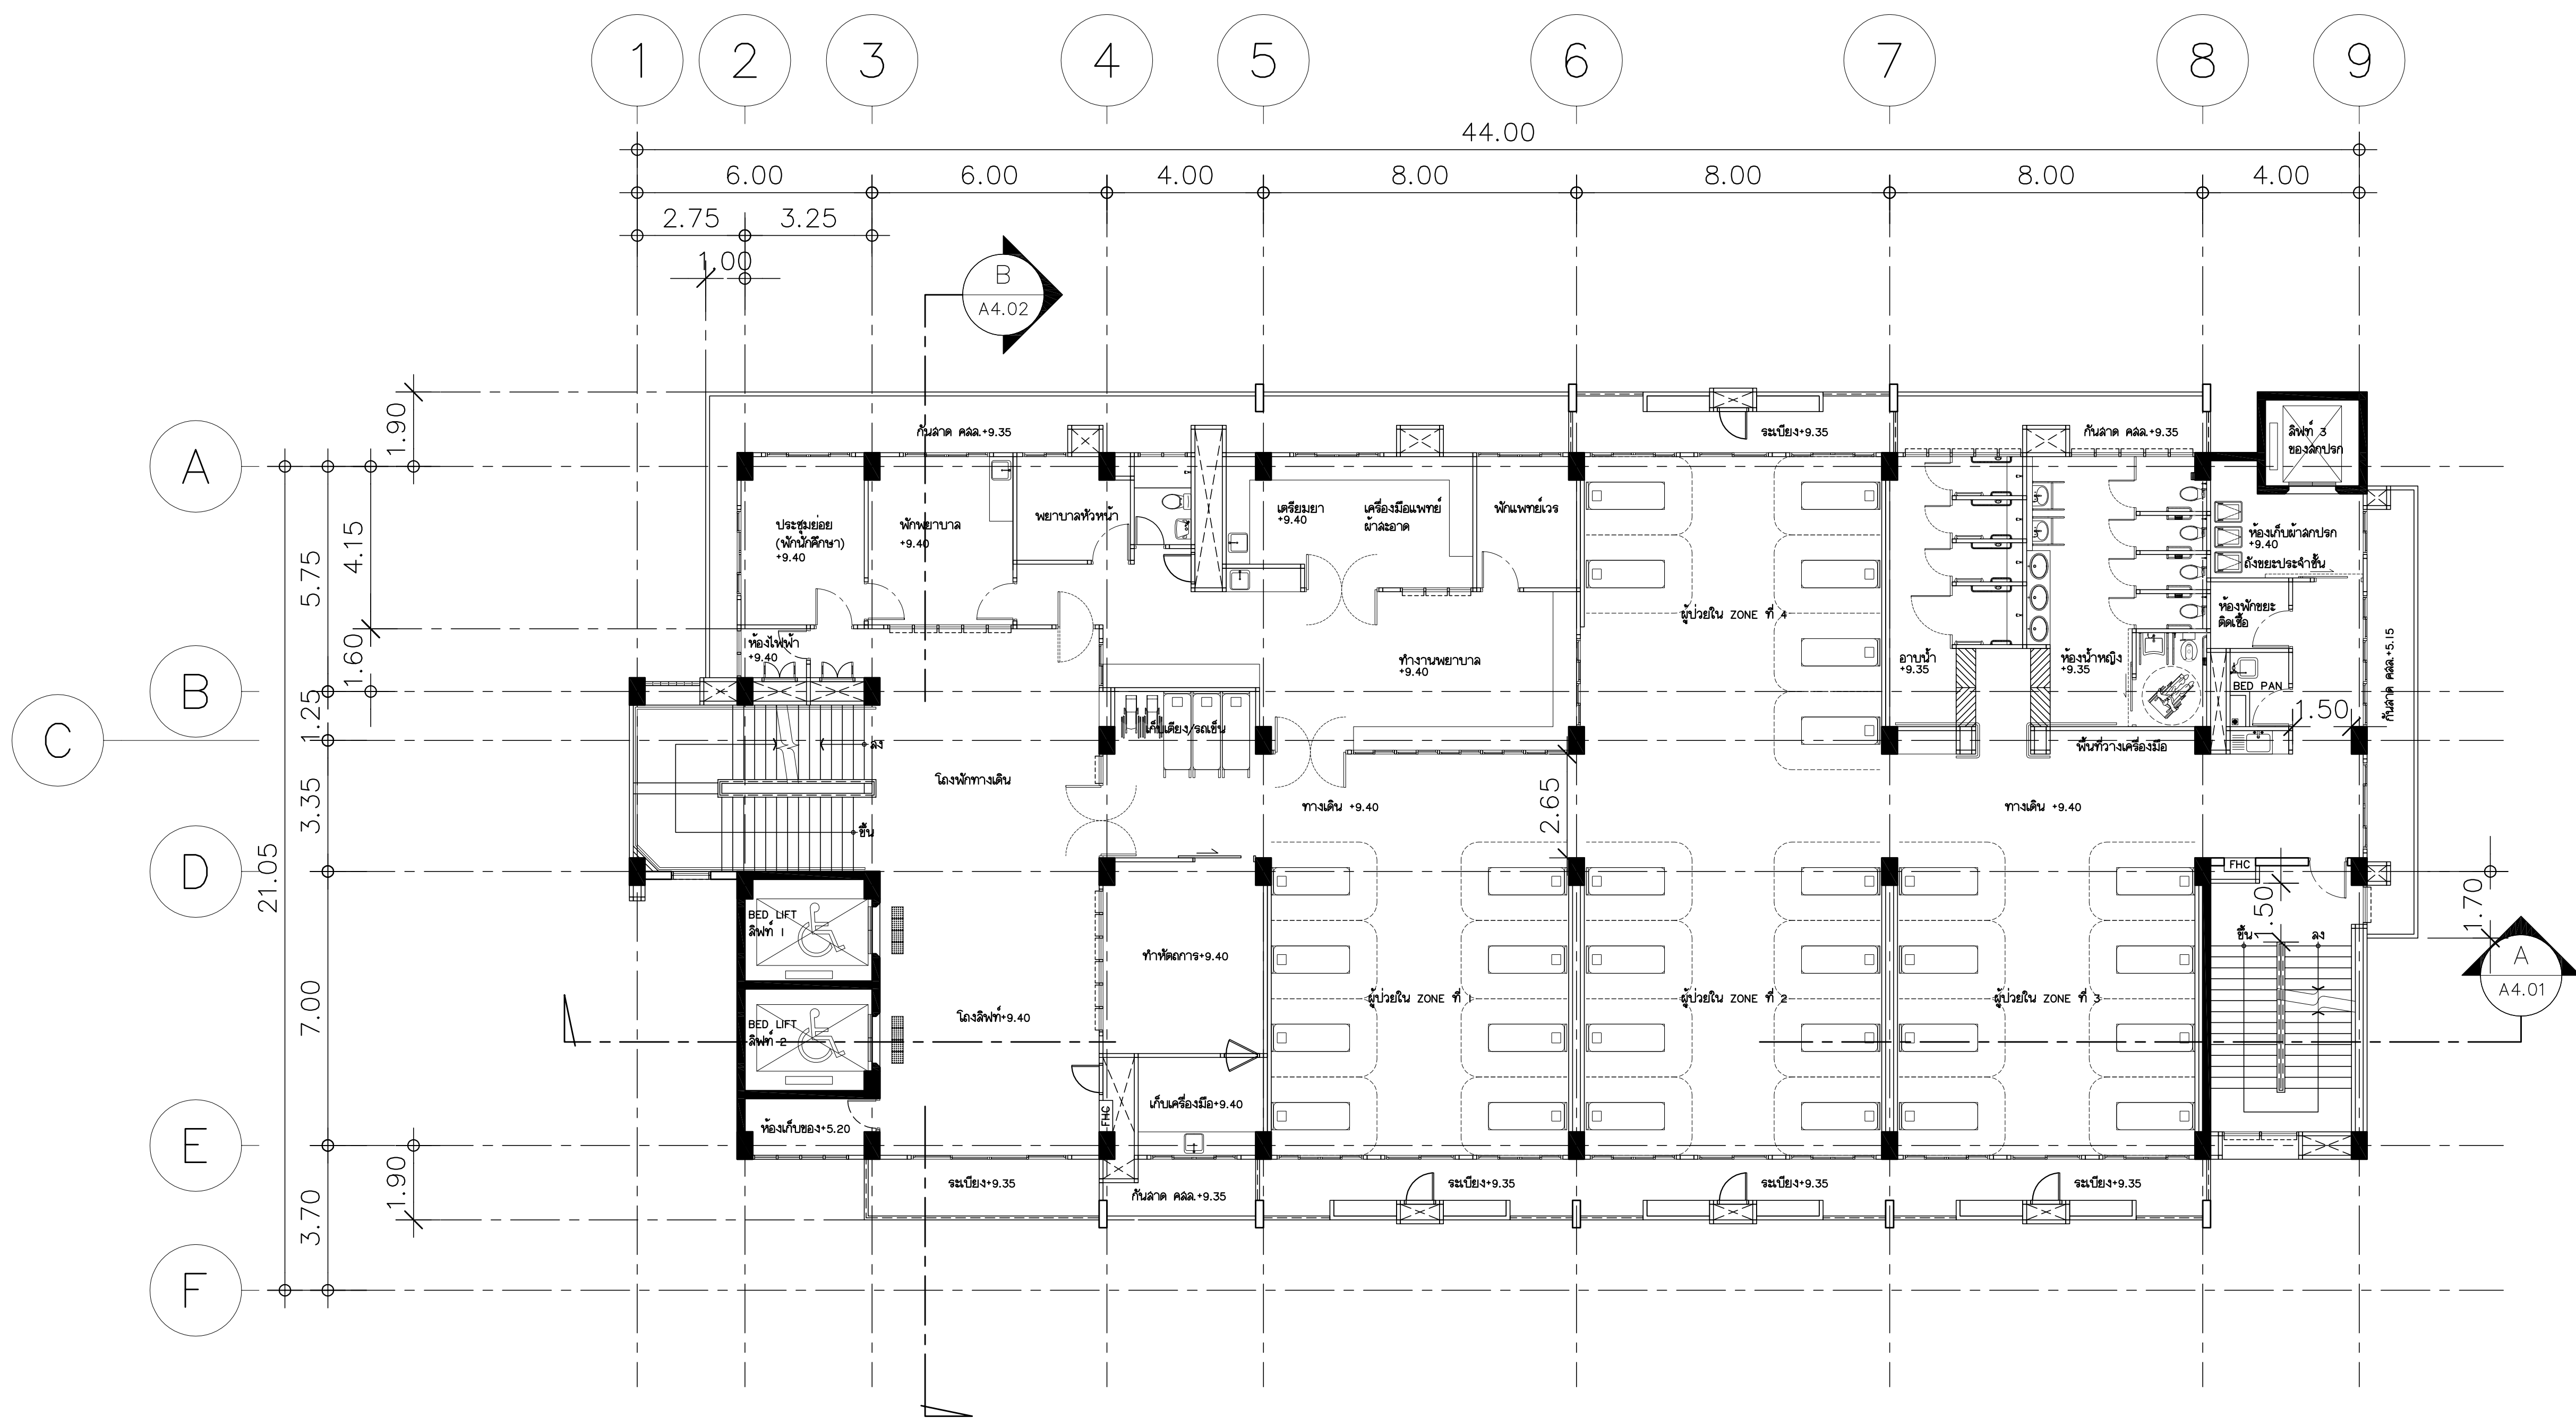 1 2 3 4 5 6 7 8 9
44.00
6.00 6.00 4.00 8.00 8.00 8.00 4.00
2.75 3.25
1.00
B
A4.02
A
B
C
D
E
F
1.90
4.15
5.75
1.60
1.25
3.35
21.05
7.00
1.90
3.70
กันสาด คสล.+9.35
ระเบียง+9.35
กันสาด คสล.+9.35
ลิฟท์ 3
ของสกปรก
ประชุมย่อย
(พักนักศึกษา)
+9.40
พักพยาบาล
+9.40
พยาบาลหัวหน้า
เตรียมยา
+9.40
เครื่องมือแพทย์
ผ้าสะอาด
พักแพทย์เวร
ห้องเก็บผ้าสกปรก
+9.40
ถังขยะประจำชั้น
ห้องพักขยะ
ติดเชื้อ
ผู้ป่วยใน ZONE ที่ 4
ห้องไฟฟ้า
+9.40
ทำงานพยาบาล
+9.40
อาบน้ำ
+9.35
ห้องน้ำหญิง
+9.35
BED PAN
1.50
กันสาด คสล.+5.15
เก็บเตียง/รถเข็น
ลง
พื้นที่วางเครื่องมือ
โถงพักทางเดิน
ทางเดิน +9.40
2.65
ทางเดิน +9.40
ขึ้น
FHC
1.50
1.70
BED LIFT
ลิฟท์ 1
ขึ้น
ลง
A
A4.01
ทำหัตถการ+9.40
ผู้ป่วยใน ZONE ที่ 1
ผู้ป่วยใน ZONE ที่ 2
ผู้ป่วยใน ZONE ที่ 3
โถงลิฟท์+9.40
BED LIFT
ลิฟท์ 2
FHC
เก็บเครื่องมือ+9.40
ห้องเก็บของ+5.20
ระเบียง+9.35
กันสาด คสล.+9.35
ระเบียง+9.35
ระเบียง+9.35
ระเบียง+9.35